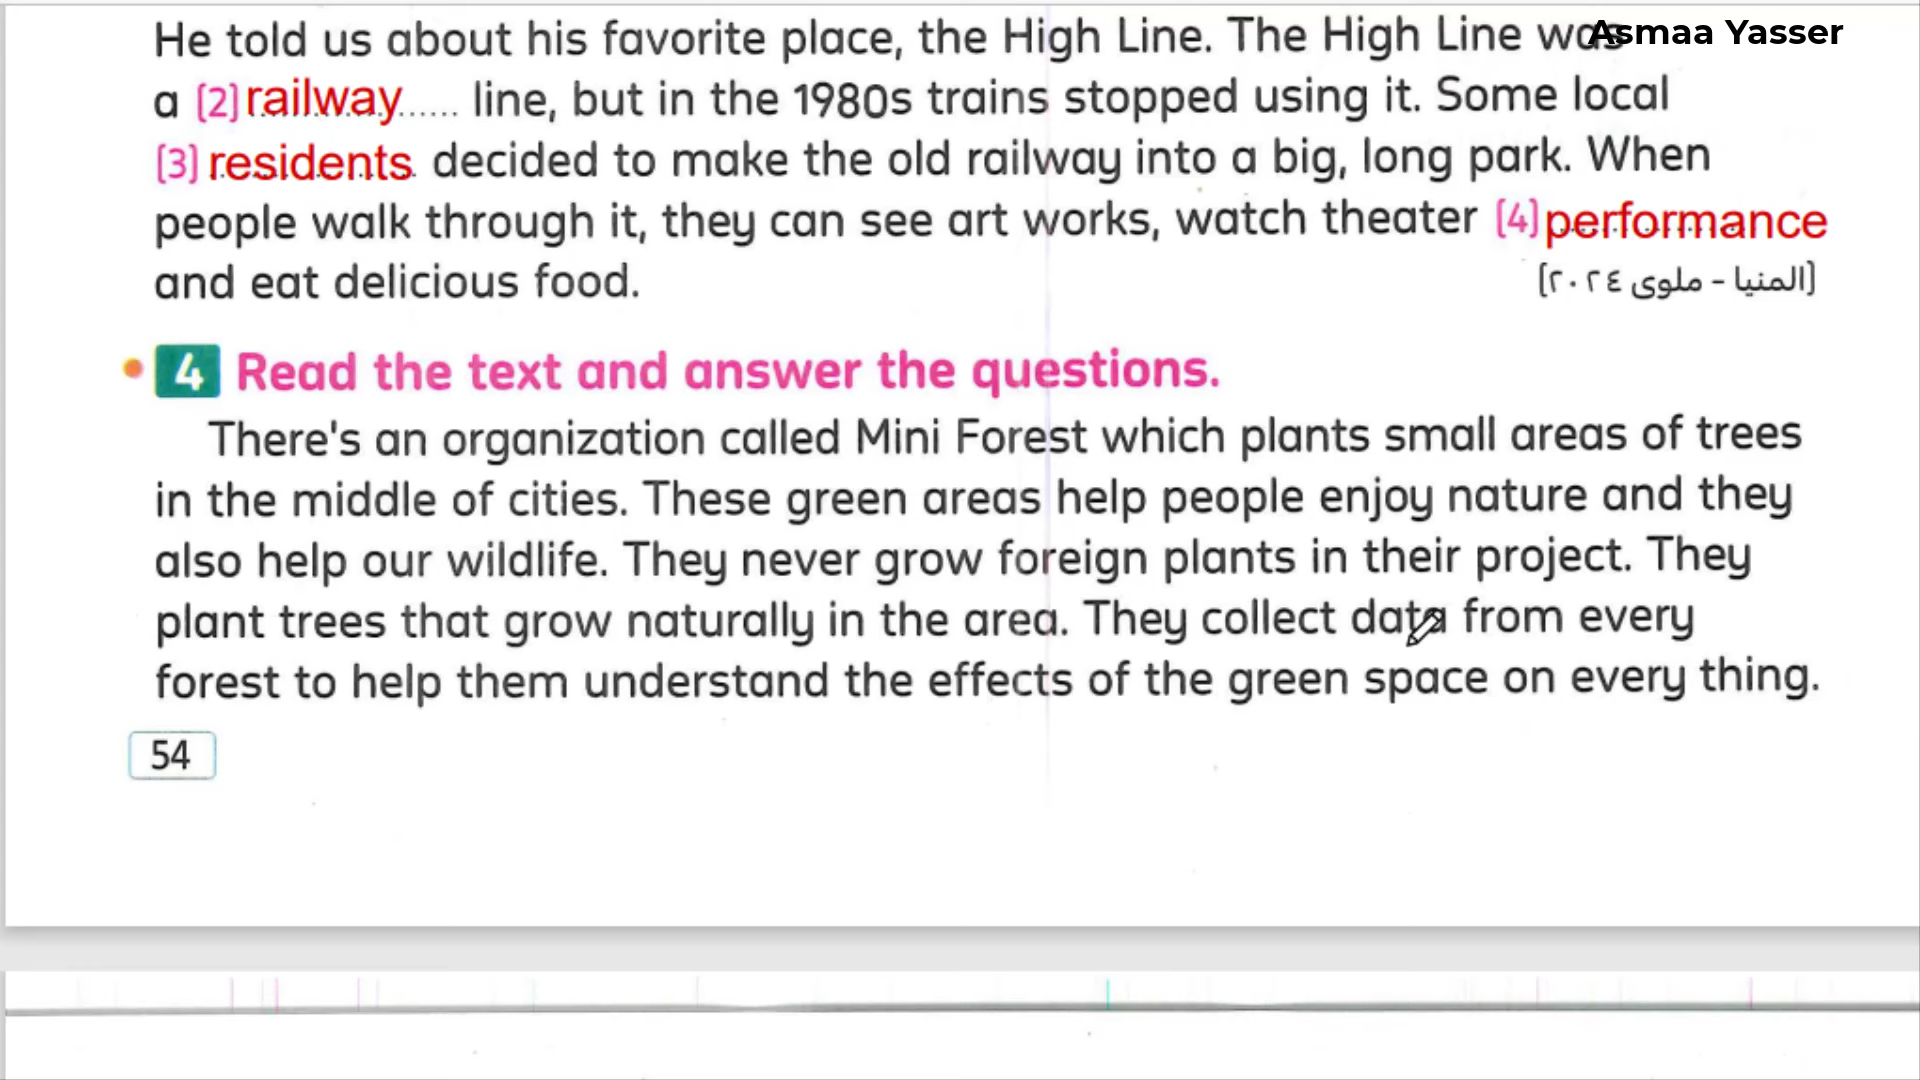 Asmaa Yasser
He told us about his favorite place, the High Line. The High Line was
a (2) railway...... line, but in the 1980s trains stopped using it. Some local
(3) residents decided to make the old railway into a big, long park. When
people walk through it, they can see art works, watch theater (4) performance
and eat delicious food.
[المنيا - ملوى ٢٠٢٤]
4 Read the text and answer the questions.
There's an organization called Mini Forest which plants small areas of trees
in the middle of cities. These green areas help people enjoy nature and they
also help our wildlife. They never grow foreign plants in their project. They
plant trees that grow naturally in the area. They collect data from every
forest to help them understand the effects of the green space on every thing.
54